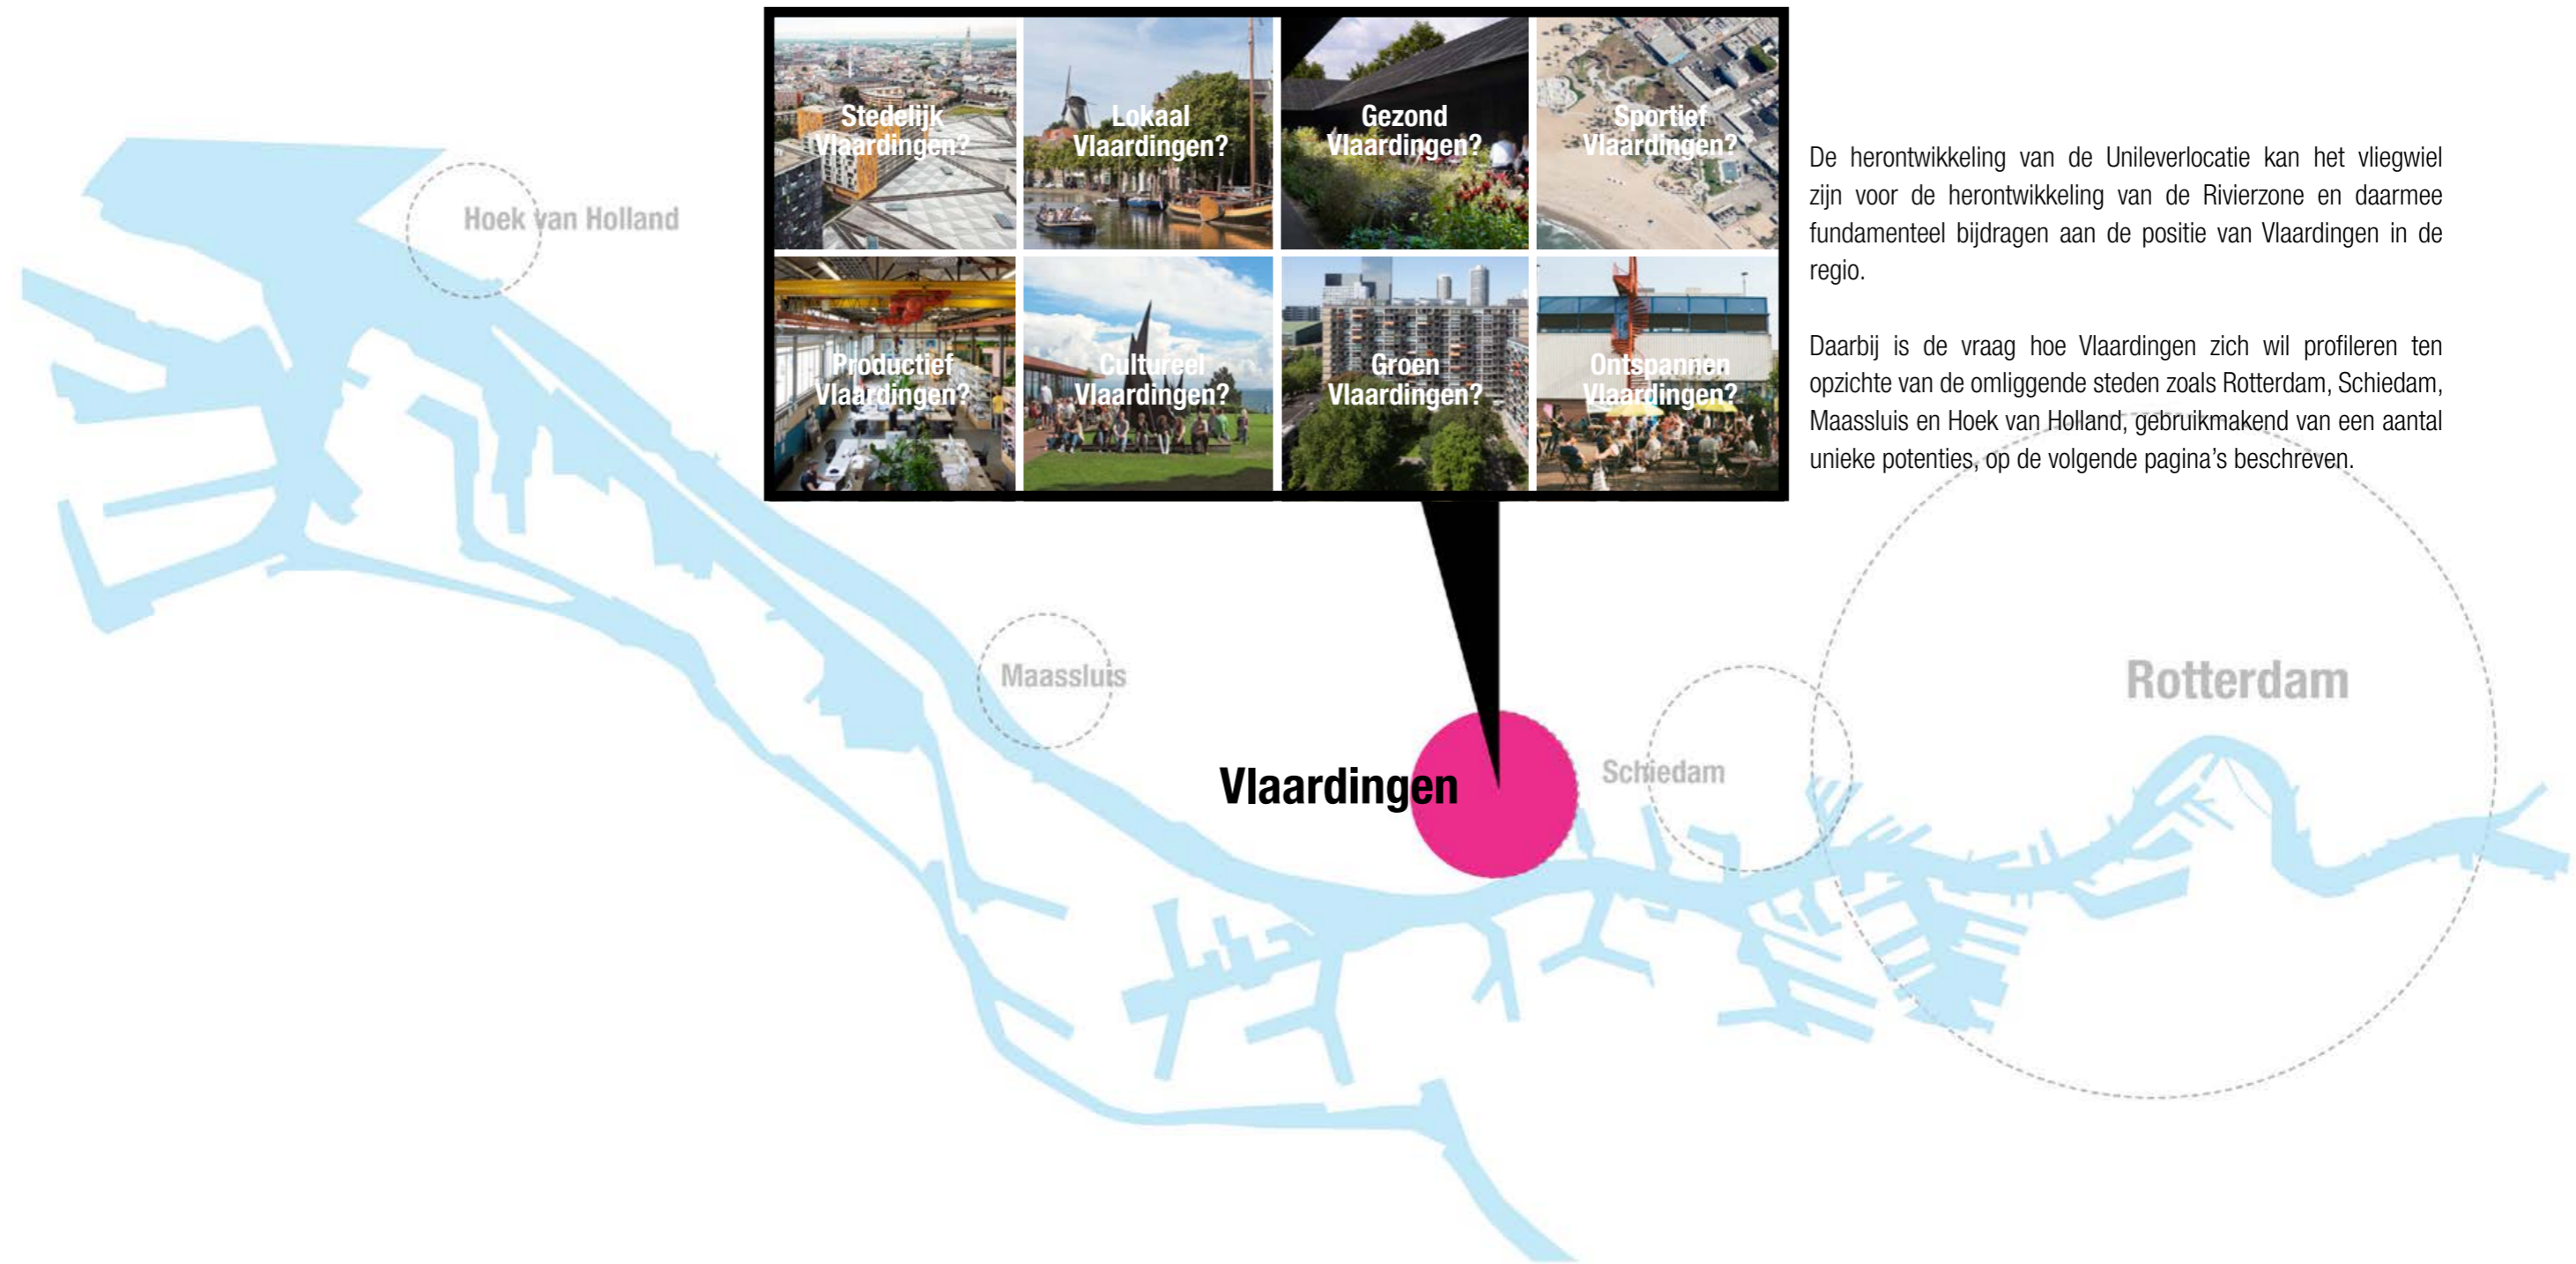 Stedelijk
Vlaardingen?
Lokaal
Vlaardingen?
Gezond
Vlaardingen?
Sportief
Vlaardingen?
Productief
Vlaardingen?
Cultureel
Vlaardingen?
Groen
Vlaardingen?
Ontspannen
Vlaardingen?
De herontwikkeling van de Unileverlocatie kan het vliegwiel
zijn voor de herontwikkeling van de Rivierzone en daarmee
fundamenteel bijdragen aan de positie van Vlaardingen in de
regio.
Daarbij is de vraag hoe Vlaardingen zich wil profileren ten
opzichte van de omliggende steden zoals Rotterdam, Schiedam,
Maassluis en Hoek van Holland, gebruikmakend van een aantal
unieke potenties, op de volgende pagina's beschreven.
Hoek van Holland
Maassluis
Vlaardingen
Schiedam
Rotterdam